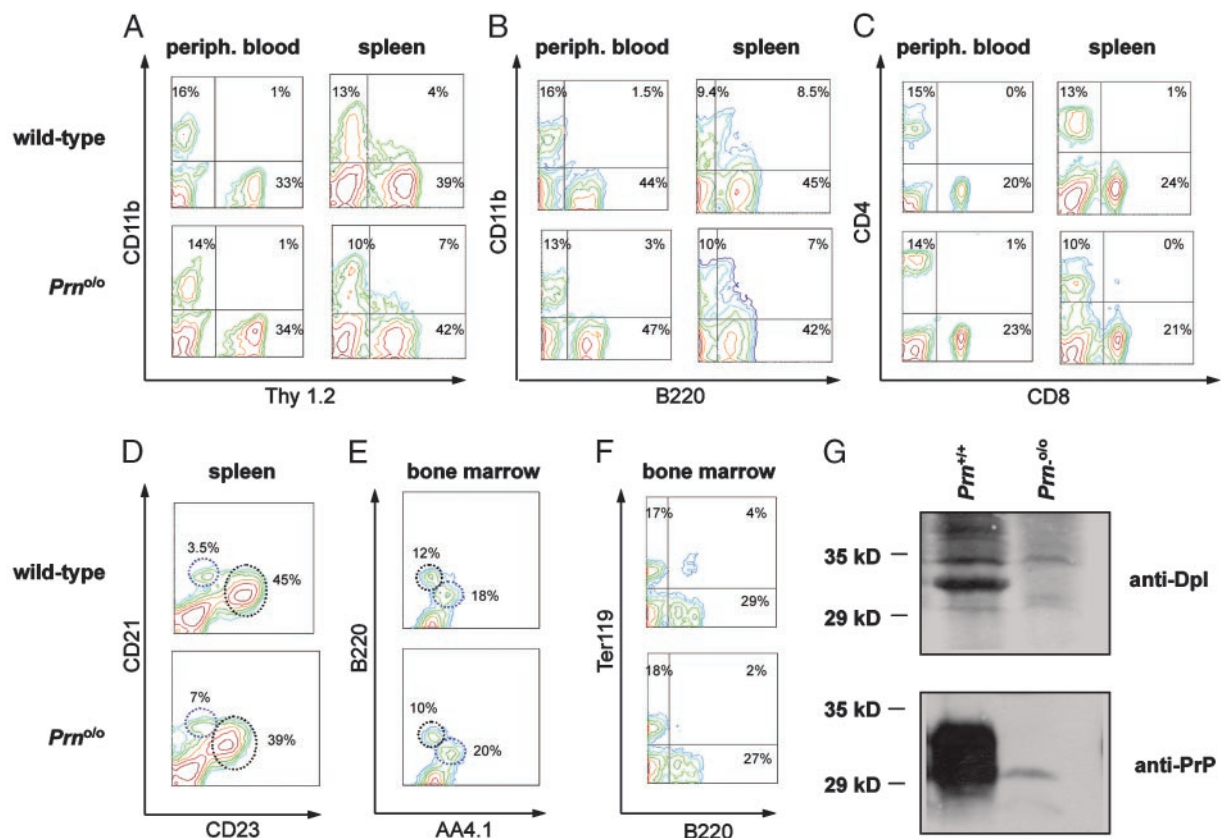 A
periph. blood
spleen
B
periph. blood
spleen
C
periph. blood
spleen
wild-type
16%
1%
33%
13%
4%
39%
16%
1.5%
44%
9.4%
8.5%
45%
15%
0%
20%
13%
1%
24%
CD11b
CD11b
CD4
Prn^o/o
14%
1%
34%
10%
7%
42%
13%
3%
47%
10%
7%
42%
14%
1%
23%
10%
0%
21%
Thy 1.2
B220
CD8
D
spleen
E
bone marrow
F
bone marrow
G
Prn+/+
Prn-o/o
wild-type
3.5%
45%
12%
18%
17%
4%
29%
CD21
B220
Ter119
Prn^o/o
7%
39%
10%
20%
18%
2%
27%
CD23
AA4.1
B220
35 kD
29 kD
anti-Dpl
35 kD
29 kD
anti-PrP